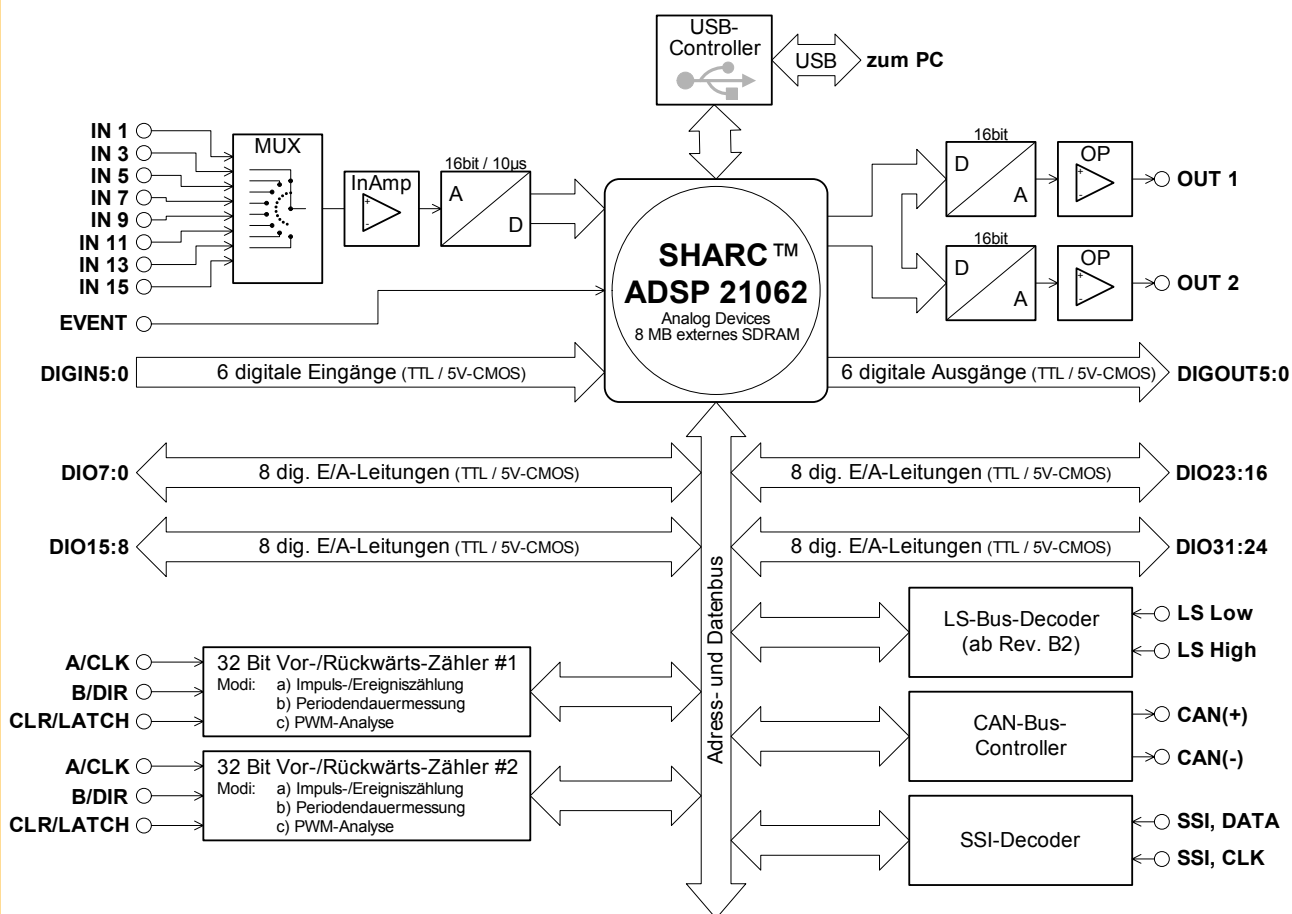 USB-
Controller
USB
zum PC
IN 1
IN 3
IN 5
IN 7
IN 9
IN 11
IN 13
IN 15
MUX
InAmp
+
-
16bit / 10µs
A
D
EVENT
DIGIN5:0
6 digitale Eingänge (TTL / 5V-CMOS)
SHARC™
ADSP 21062
Analog Devices
8 MB externes SDRAM
16bit
D
A
OP
+
-
OUT 1
16bit
D
A
OP
+
-
OUT 2
6 digitale Ausgänge (TTL / 5V-CMOS)
DIGOUT5:0
DIO7:0
8 dig. E/A-Leitungen (TTL / 5V-CMOS)
8 dig. E/A-Leitungen (TTL / 5V-CMOS)
DIO23:16
DIO15:8
8 dig. E/A-Leitungen (TTL / 5V-CMOS)
8 dig. E/A-Leitungen (TTL / 5V-CMOS)
DIO31:24
Adress- und Datenbus
A/CLK
B/DIR
CLR/LATCH
32 Bit Vor-/Rückwärts-Zähler #1
Modi: a) Impuls-/Ereigniszählung
b) Periodendauermessung
c) PWM-Analyse
A/CLK
B/DIR
CLR/LATCH
32 Bit Vor-/Rückwärts-Zähler #2
Modi: a) Impuls-/Ereigniszählung
b) Periodendauermessung
c) PWM-Analyse
LS-Bus-Decoder
(ab Rev. B2)
LS Low
LS High
CAN-Bus-
Controller
CAN(+)
CAN(-)
SSI-Decoder
SSI, DATA
SSI, CLK